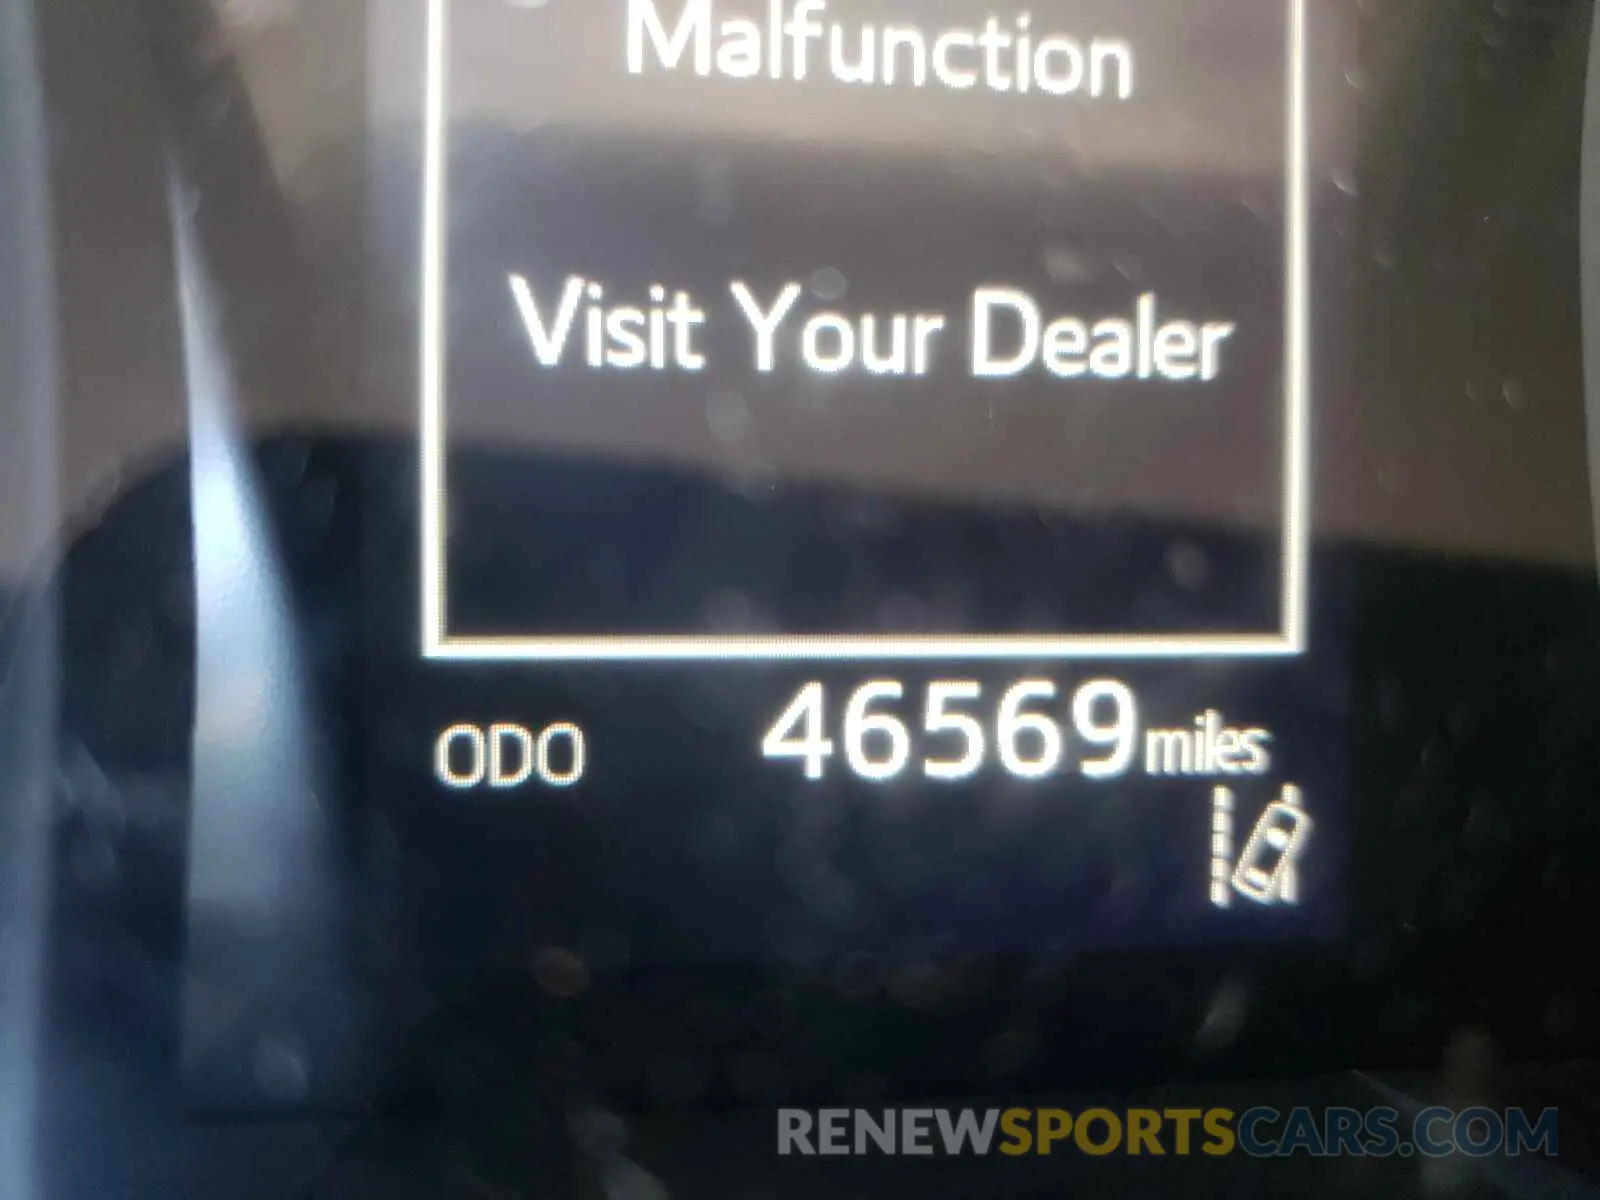 Malfunction
Visit Your Dealer
ODO 46569 miles
RENEWSPORTSCARS.COM